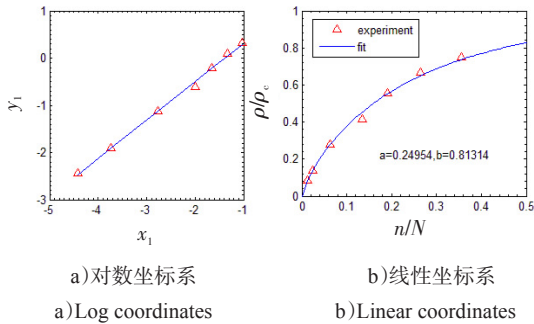 1
0
-1
-2
-3
-5
-4
-3
-2
-1
y₁
x₁
1
0.8
0.6
0.4
0.2
0
0
0.1
0.2
0.3
0.4
0.5
ρ/ρc
n/N
experiment
fit
a=0.24954,b=0.81314
a)对数坐标系
b)线性坐标系
a)Log coordinates
b)Linear coordinates